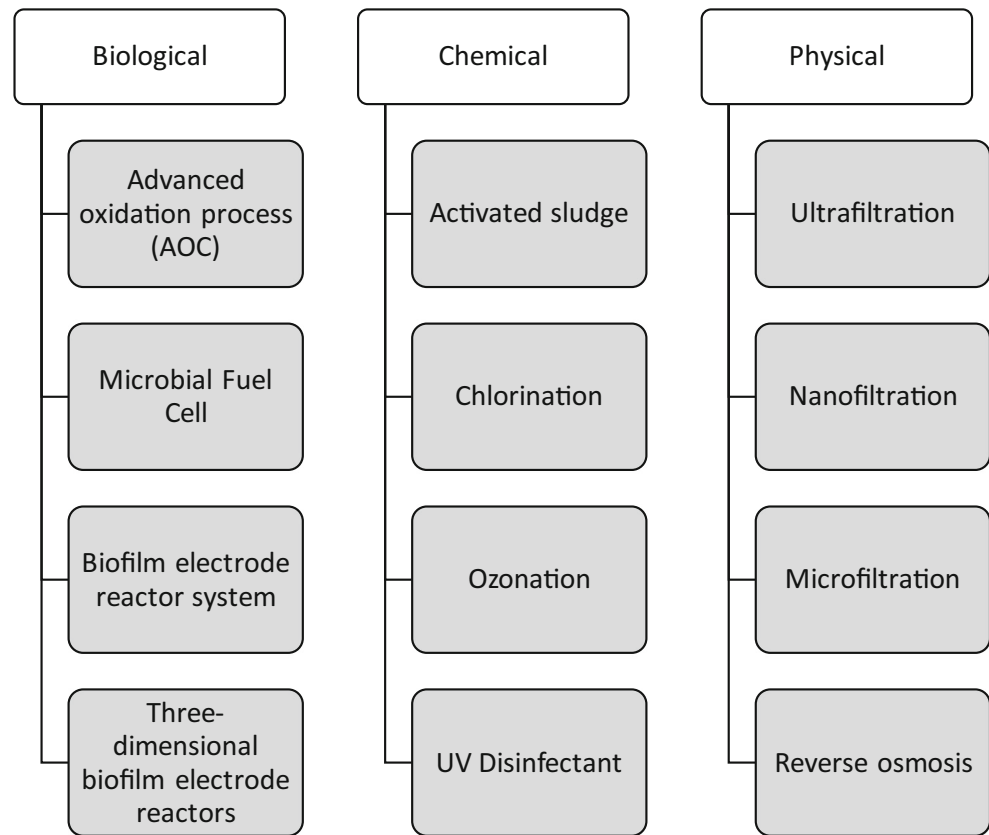 Biological
Advanced
oxidation process
(AOC)
Microbial Fuel
Cell
Biofilm electrode
reactor system
Three-
dimensional
biofilm electrode
reactors
Chemical
Activated sludge
Chlorination
Ozonation
UV Disinfectant
Physical
Ultrafiltration
Nanofiltration
Microfiltration
Reverse osmosis